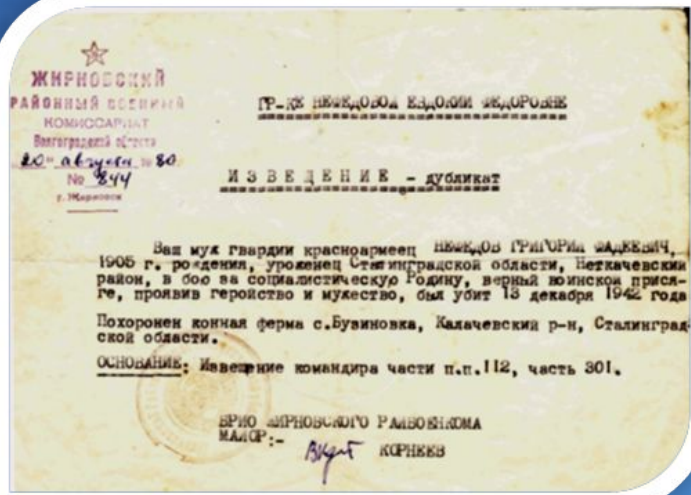 ЖИРНОВСКИЙ
РАЙОННЫЙ ВОЕННЫЙ
КОМИССАРИАТ
Волгоградской области
"20" августа 1980
№ 844
г. Жирновск
ГР-КЕ НЕФЕДОВОЙ ЕВДОКИИ ФЕДОРОВНЕ
ИЗВЕДЕНИЕ - дубликат
Ваш муж гвардии красноармеец НЕФЕДОВ ГРИГОРИЙ ФАДЕЕВИЧ,
1905 г. рождения, уроженец Сталинградской области, Неткачевский
район, в бою за социалистическую Родину, верный воинской прися-
ге, проявив геройство и мужество, был убит 13 декабря 1942 года
Похоронен конная ферма с.Бузиновка, Калачевский р-н, Сталинград-
ской области.
ОСНОВАНИЕ: Извещение командира части п.п.112, часть 301.
ВРИО ЖИРНОВСКОГО РАЙВОЕНКОМА
МАЙОР:-
КОРНЕЕВ